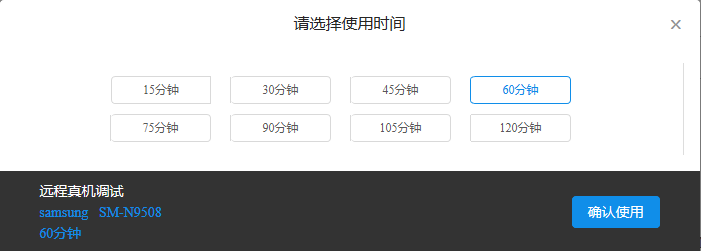 请选择使用时间 ×
15分钟 30分钟 45分钟 60分钟
75分钟 90分钟 105分钟 120分钟
远程真机调试
samsung SM-N9508
60分钟
确认使用